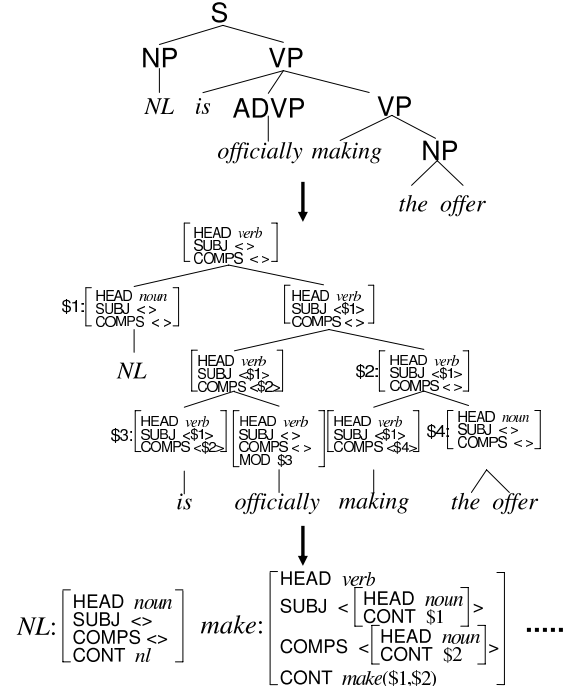 S
NP VP
NL is ADVP VP
officially making NP
the offer
HEAD verb
SUBJ < >
COMPS < >
$1: HEAD noun HEAD verb
SUBJ < > SUBJ <$1>
COMPS < > COMPS < >
NL
HEAD verb $2: HEAD verb
SUBJ <$1> SUBJ <$1>
COMPS <$2> COMPS < >
$3: HEAD verb HEAD verb HEAD verb $4: HEAD noun
SUBJ <$1> SUBJ < > SUBJ <$1> SUBJ < >
COMPS <$2> COMPS < > COMPS <$4> COMPS < >
MOD $3
is officially making the offer
NL: HEAD noun
SUBJ <>
COMPS <>
CONT nl
make: HEAD verb
SUBJ < HEAD noun >
CONT $1
COMPS < HEAD noun >
CONT $2
CONT make($1,$2)
.....